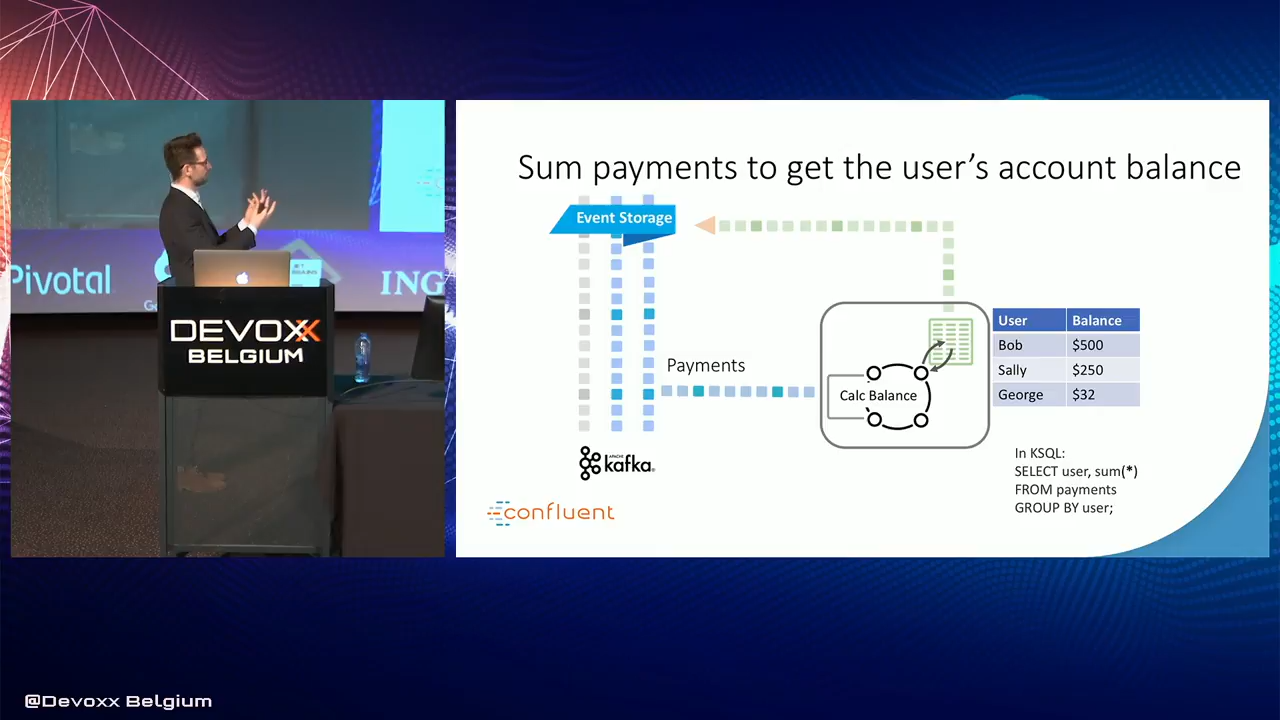 Sum payments to get the user's account balance
Event Storage
Payments
Calc Balance
User Balance
Bob $500
Sally $250
George $32
In KSQL:
SELECT user, sum(*)
FROM payments
GROUP BY user;
APACHE
kafka
confluent
Pivotal
ING
DEVOXX
BELGIUM
@Devoxx Belgium